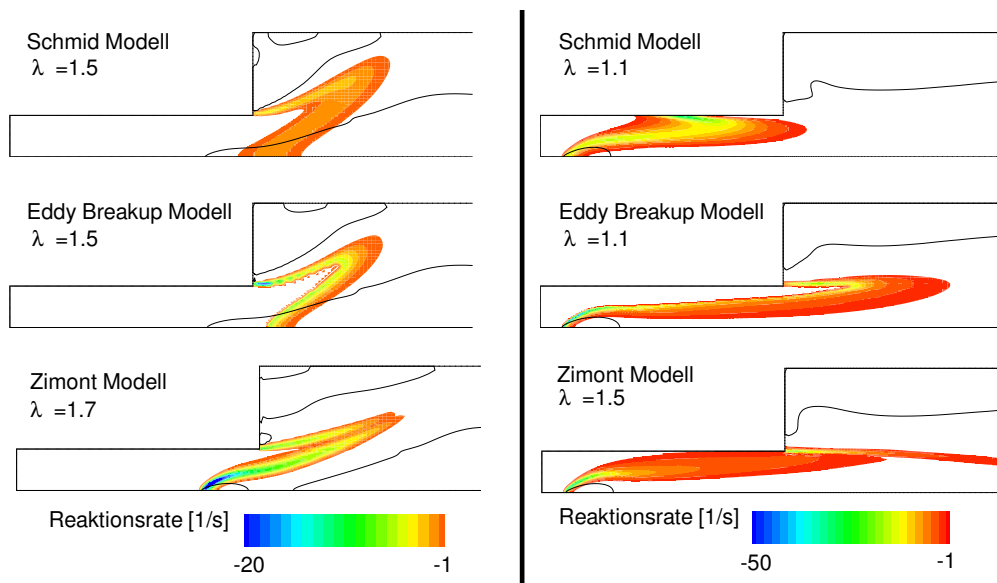 Schmid Modell
λ =1.5
Eddy Breakup Modell
λ =1.5
Zimont Modell
λ =1.7
Reaktionsrate [1/s]
-20 -1
Schmid Modell
λ =1.1
Eddy Breakup Modell
λ =1.1
Zimont Modell
λ =1.5
Reaktionsrate [1/s]
-50 -1